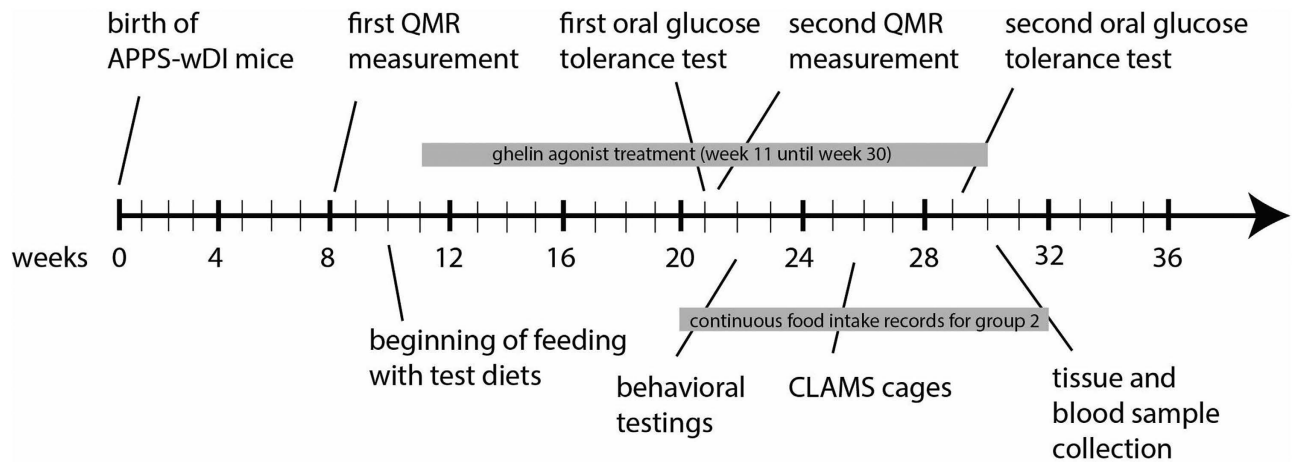 birth of
APPS-wDI mice
first QMR
measurement
first oral glucose
tolerance test
second QMR
measurement
second oral glucose
tolerance test
ghelin agonist treatment (week 11 until week 30)
weeks 0 4 8 12 16 20 24 28 32 36
continuous food intake records for group 2
beginning of feeding
with test diets
behavioral
testings
CLAMS cages
tissue and
blood sample
collection